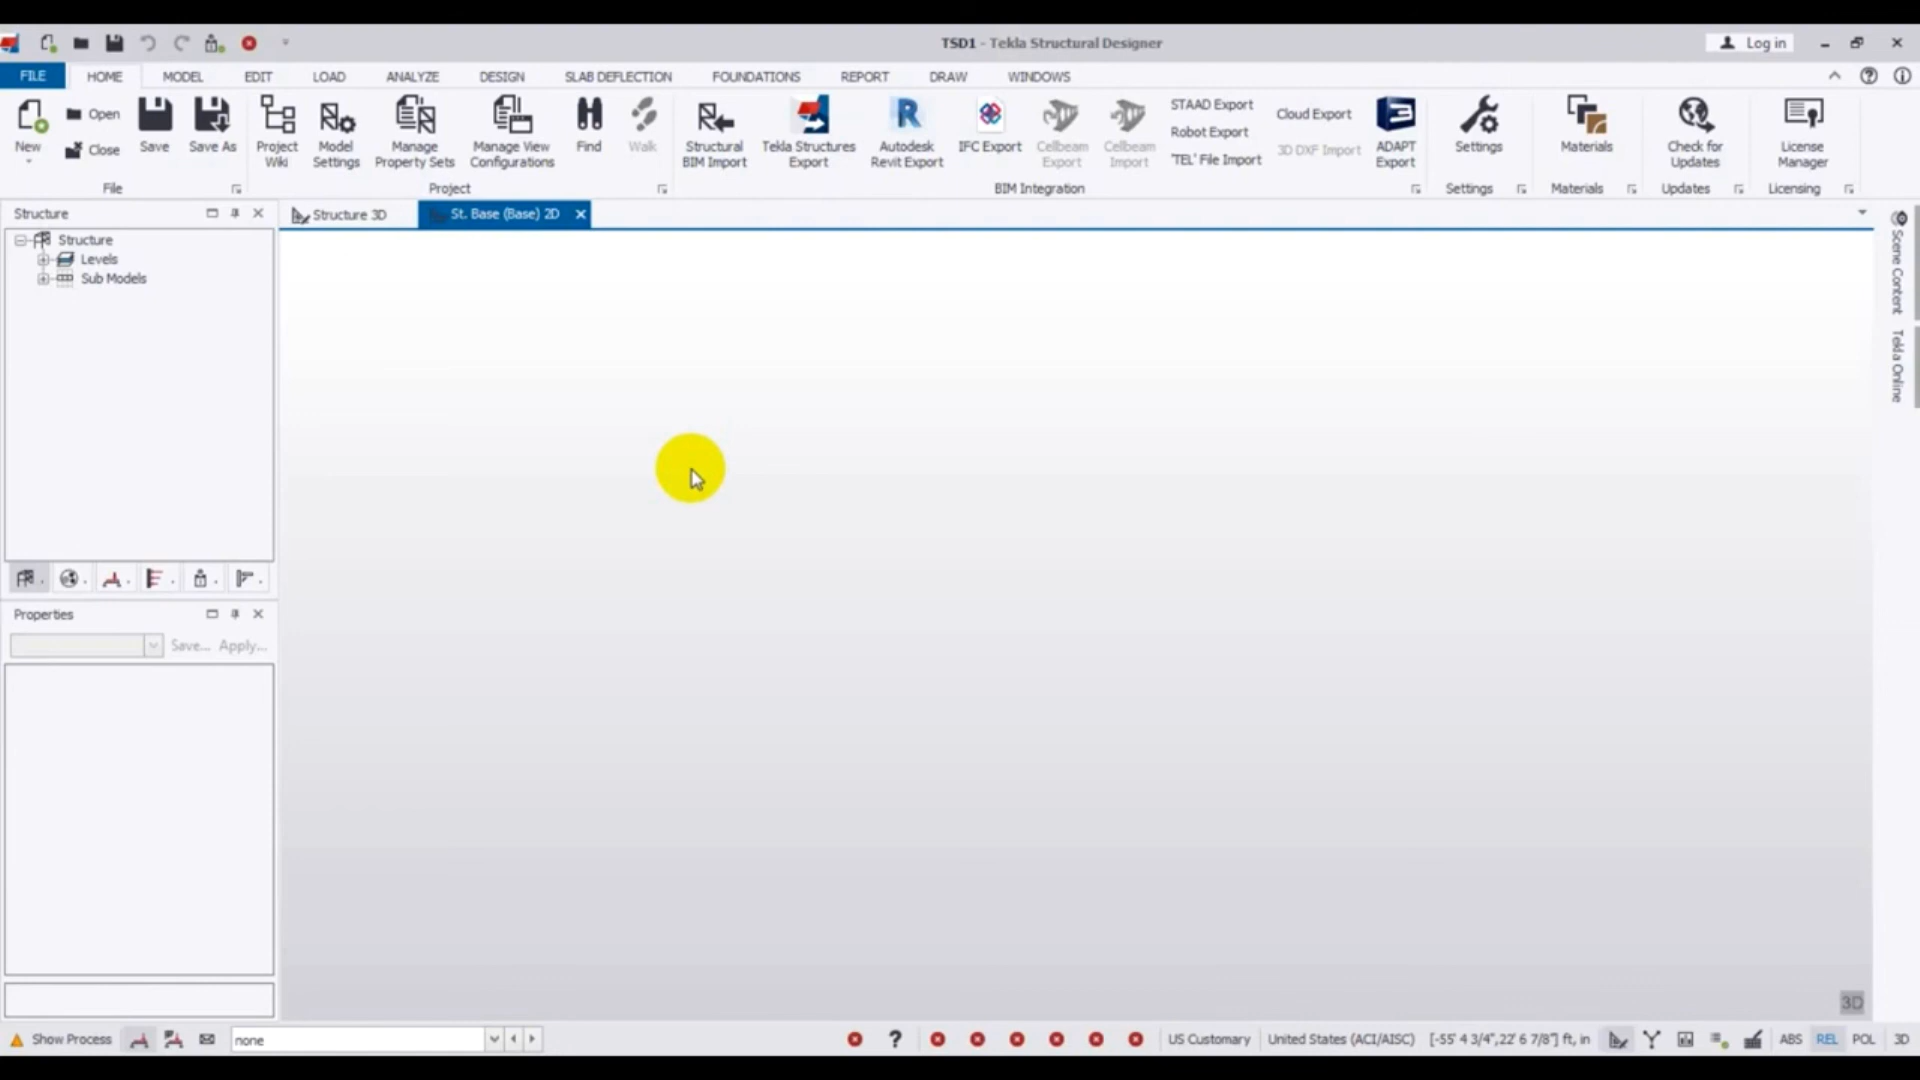 TSD1 - Tekla Structural Designer
Log in
FILE
HOME
MODEL
EDIT
LOAD
ANALYZE
DESIGN
SLAB DEFLECTION
FOUNDATIONS
REPORT
DRAW
WINDOWS
New
Open
Close
Save
Save As
File
Project
Wiki
Model
Settings
Manage
Property Sets
Manage View
Configurations
Find
Walk
Project
Structural
BIM Import
Tekla Structures
Export
Autodesk
Revit Export
IFC Export
Cellbeam
Export
Cellbeam
Import
STAAD Export
Robot Export
'TEL' File Import
Cloud Export
3D DXF Import
ADAPT
Export
BIM Integration
Settings
Settings
Materials
Materials
Check for
Updates
Updates
License
Manager
Licensing
Structure
Structure
Levels
Sub Models
Structure 3D
St. Base (Base) 2D
Scene Content
Tekla Online
Properties
Save...
Apply...
3D
Show Process
none
US Customary
United States (ACI/AISC)
[-55' 4 3/4",22' 6 7/8"] ft, in
ABS
REL
POL
3D